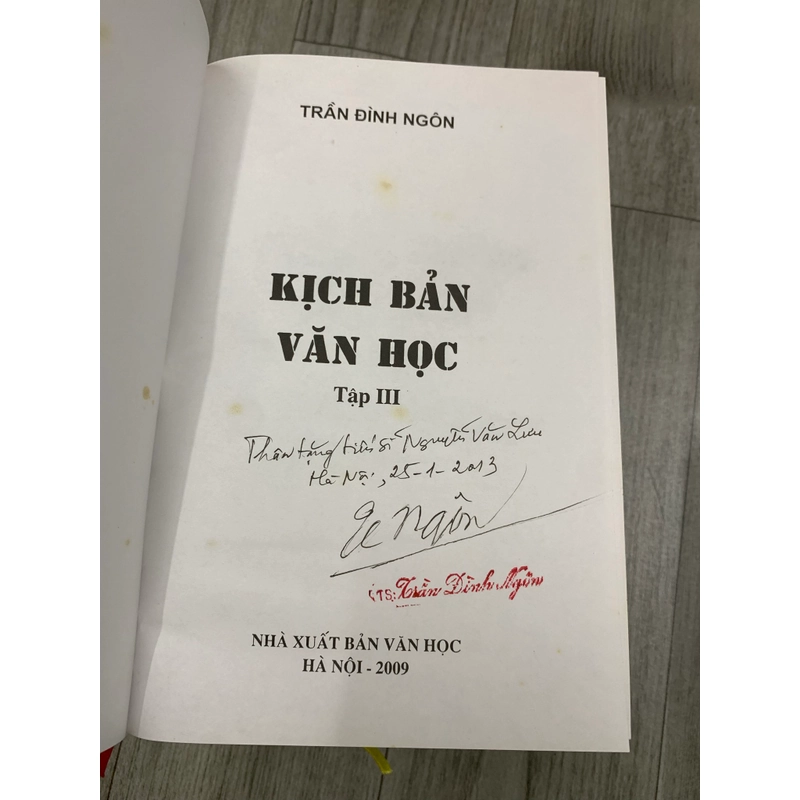 TRẦN ĐÌNH NGÔN
KỊCH BẢN
VĂN HỌC
Tập III
Thân tặng tiến sĩ Nguyễn Văn Lưu
Hà Nội, 25-1-2013
Ngôn
TS: Trần Đình Ngôn
NHÀ XUẤT BẢN VĂN HỌC
HÀ NỘI - 2009